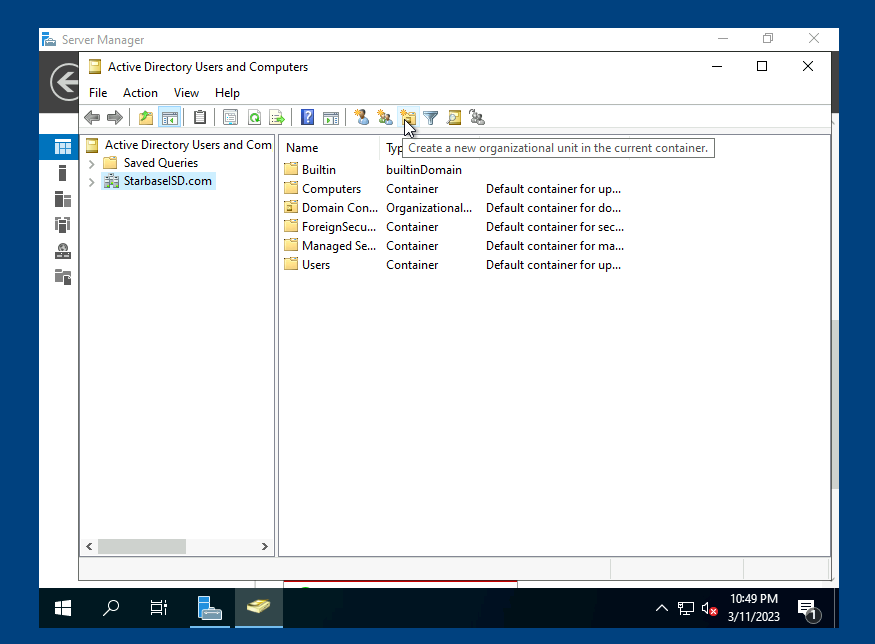 Server Manager
Active Directory Users and Computers
File Action View Help
Create a new organizational unit in the current container.
Active Directory Users and Com
Saved Queries
StarbaseISD.com
Name Typ
Builtin builtinDomain
Computers Container Default container for up...
Domain Con... Organizational... Default container for do...
ForeignSecu... Container Default container for sec...
Managed Se... Container Default container for ma...
Users Container Default container for up...
10:49 PM
3/11/2023
1